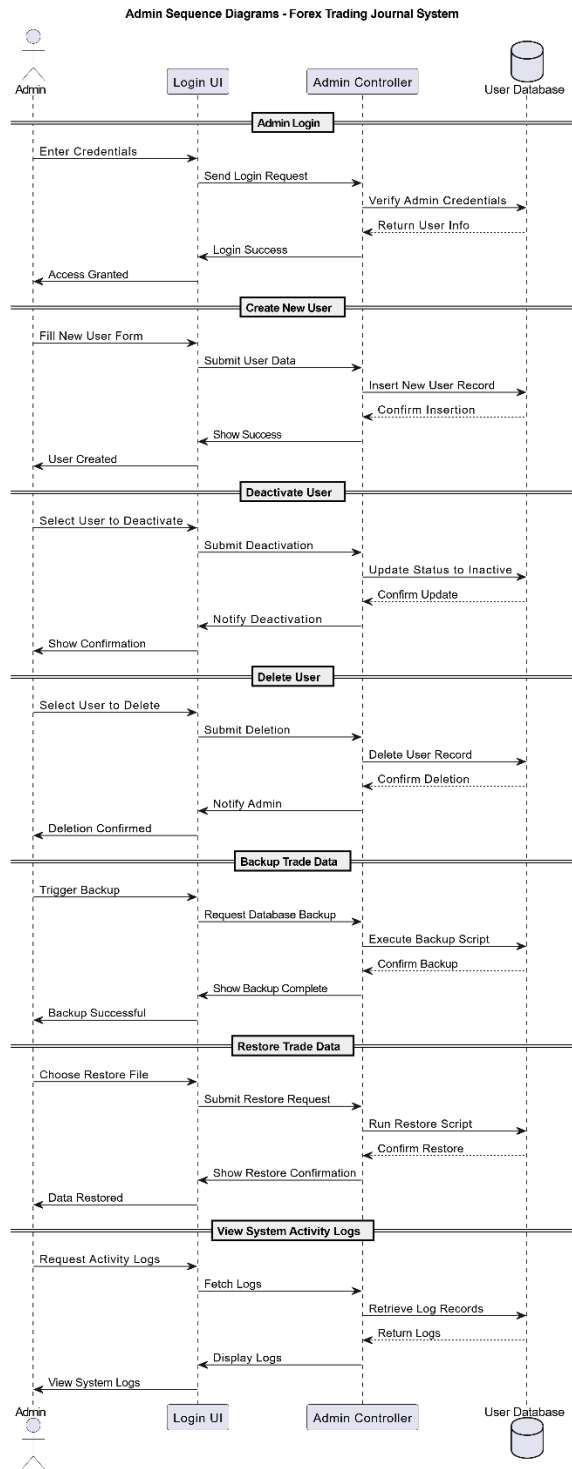 Admin Sequence Diagrams - Forex Trading Journal System
Admin
Login UI
Admin Controller
User Database
Admin Login
Enter Credentials
Send Login Request
Verify Admin Credentials
Return User Info
Login Success
Access Granted
Create New User
Fill New User Form
Submit User Data
Insert New User Record
Confirm Insertion
Show Success
User Created
Deactivate User
Select User to Deactivate
Submit Deactivation
Update Status to Inactive
Confirm Update
Notify Deactivation
Show Confirmation
Delete User
Select User to Delete
Submit Deletion
Delete User Record
Confirm Deletion
Notify Admin
Deletion Confirmed
Backup Trade Data
Trigger Backup
Request Database Backup
Execute Backup Script
Confirm Backup
Show Backup Complete
Backup Successful
Restore Trade Data
Choose Restore File
Submit Restore Request
Run Restore Script
Confirm Restore
Show Restore Confirmation
Data Restored
View System Activity Logs
Request Activity Logs
Fetch Logs
Retrieve Log Records
Return Logs
Display Logs
View System Logs
Admin
Login UI
Admin Controller
User Database